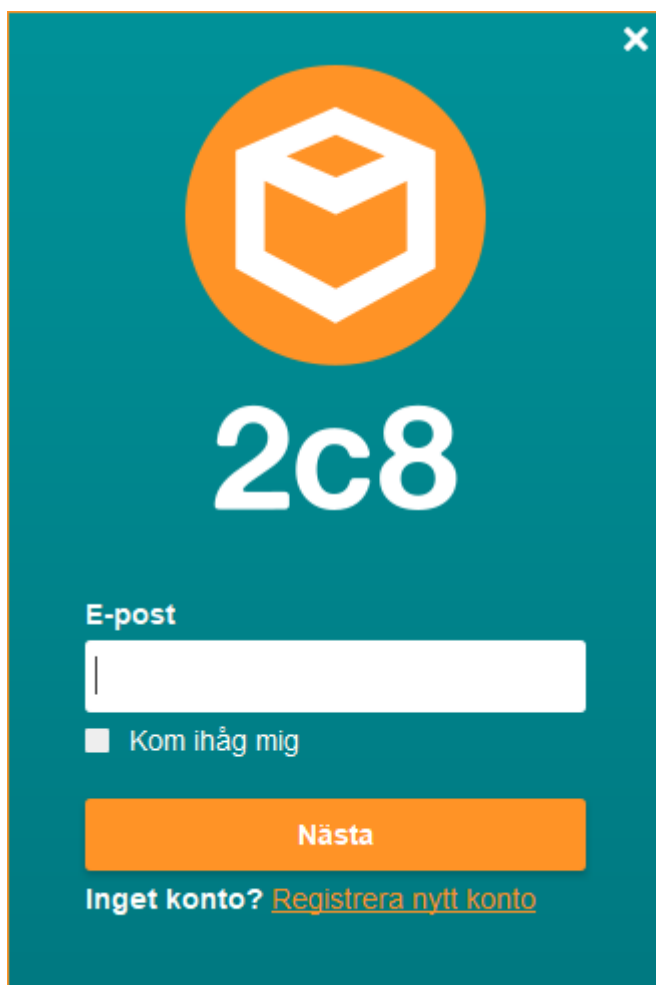 2c8
E-post
Kom ihåg mig
Nästa
Inget konto? Registrera nytt konto